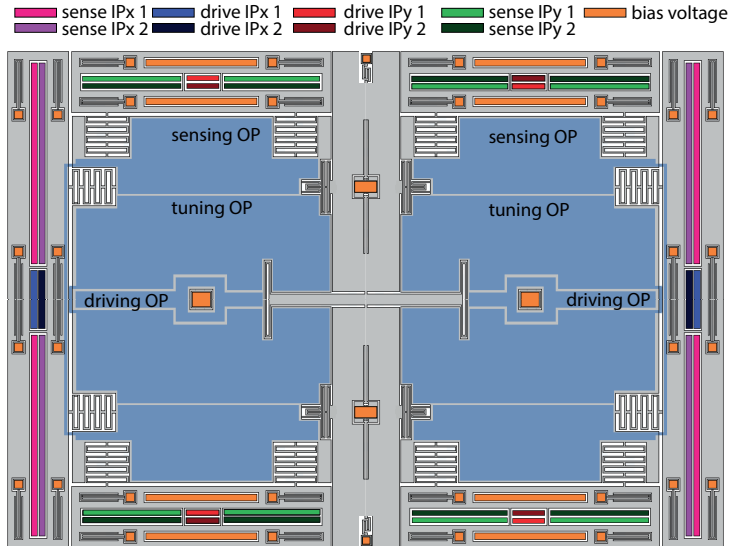 sense IPx 1 drive IPx 1 drive IPy 1 sense IPy 1 bias voltage
sense IPx 2 drive IPx 2 drive IPy 2 sense IPy 2
sensing OP sensing OP
tuning OP tuning OP
driving OP driving OP